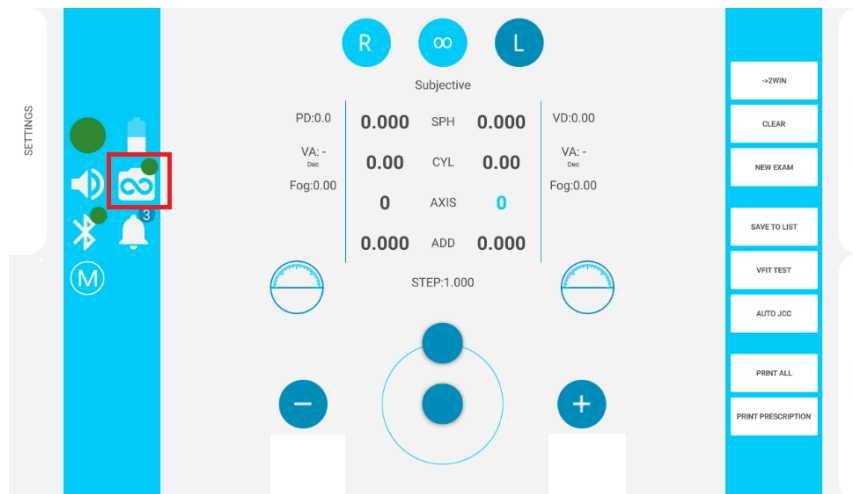 R ∞ L
Subjective
SETTINGS
PD:0.0 0.000 SPH 0.000 VD:0.00
VA: - 0.00 CYL 0.00 VA: -
Dec Dec
Fog:0.00 Fog:0.00
0 AXIS 0
0.000 ADD 0.000
STEP:1.000
3
M
− +
->2WIN
CLEAR
NEW EXAM
SAVE TO LIST
VFIT TEST
AUTO JCC
PRINT ALL
PRINT PRESCRIPTION